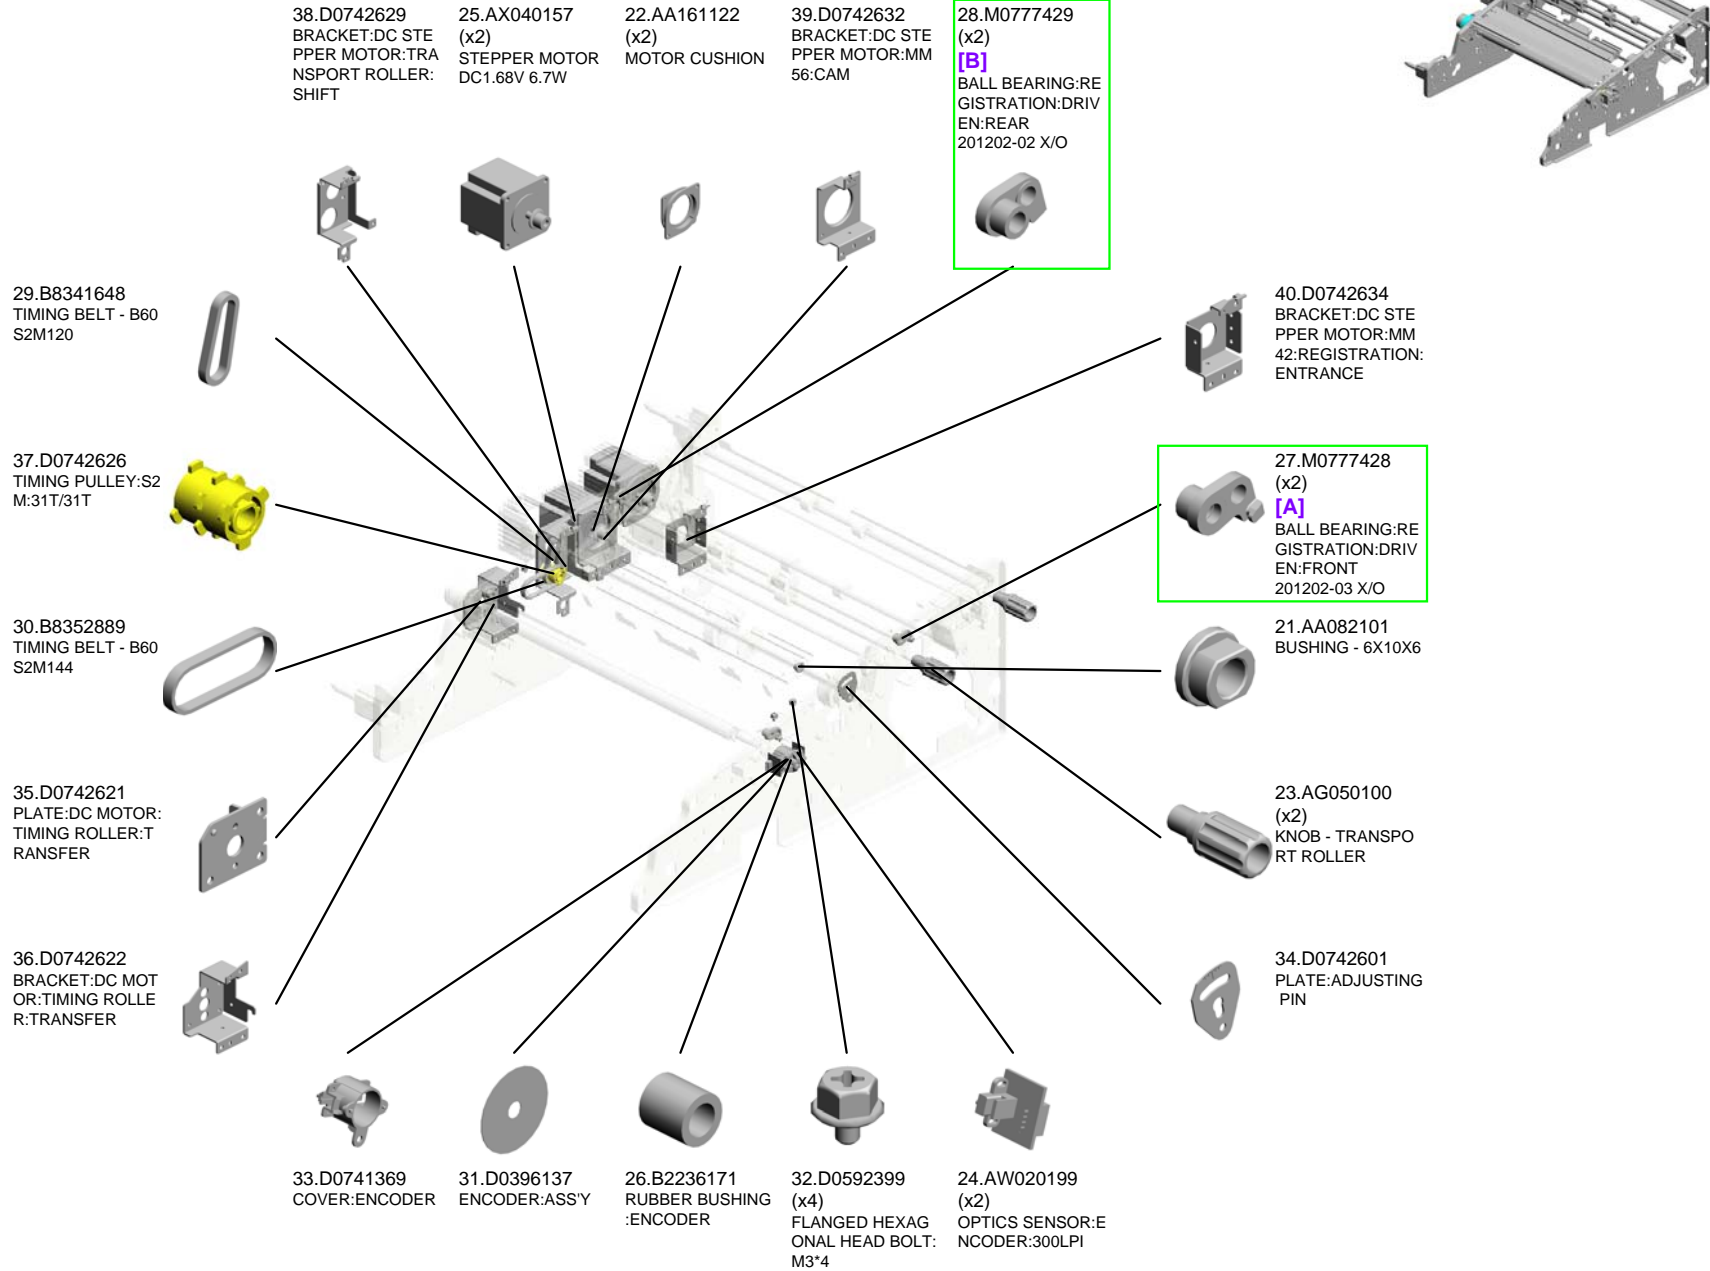 38.D0742629
BRACKET:DC STE
PPER MOTOR:TRA
NSPORT ROLLER:
SHIFT
25.AX040157
(x2)
STEPPER MOTOR
DC1.68V 6.7W
22.AA161122
(x2)
MOTOR CUSHION
39.D0742632
BRACKET:DC STE
PPER MOTOR:MM
56:CAM
28.M0777429
(x2)
[B]
BALL BEARING:RE
GISTRATION:DRIV
EN:REAR
201202-02 X/O
29.B8341648
TIMING BELT - B60
S2M120
40.D0742634
BRACKET:DC STE
PPER MOTOR:MM
42:REGISTRATION:
ENTRANCE
37.D0742626
TIMING PULLEY:S2
M:31T/31T
27.M0777428
(x2)
[A]
BALL BEARING:RE
GISTRATION:DRIV
EN:FRONT
201202-03 X/O
30.B8352889
TIMING BELT - B60
S2M144
21.AA082101
BUSHING - 6X10X6
35.D0742621
PLATE:DC MOTOR:
TIMING ROLLER:T
RANSFER
23.AG050100
(x2)
KNOB - TRANSPO
RT ROLLER
36.D0742622
BRACKET:DC MOT
OR:TIMING ROLLE
R:TRANSFER
34.D0742601
PLATE:ADJUSTING
PIN
33.D0741369
COVER:ENCODER
31.D0396137
ENCODER:ASS'Y
26.B2236171
RUBBER BUSHING
:ENCODER
32.D0592399
(x4)
FLANGED HEXAG
ONAL HEAD BOLT:
M3*4
24.AW020199
(x2)
OPTICS SENSOR:E
NCODER:300LPI